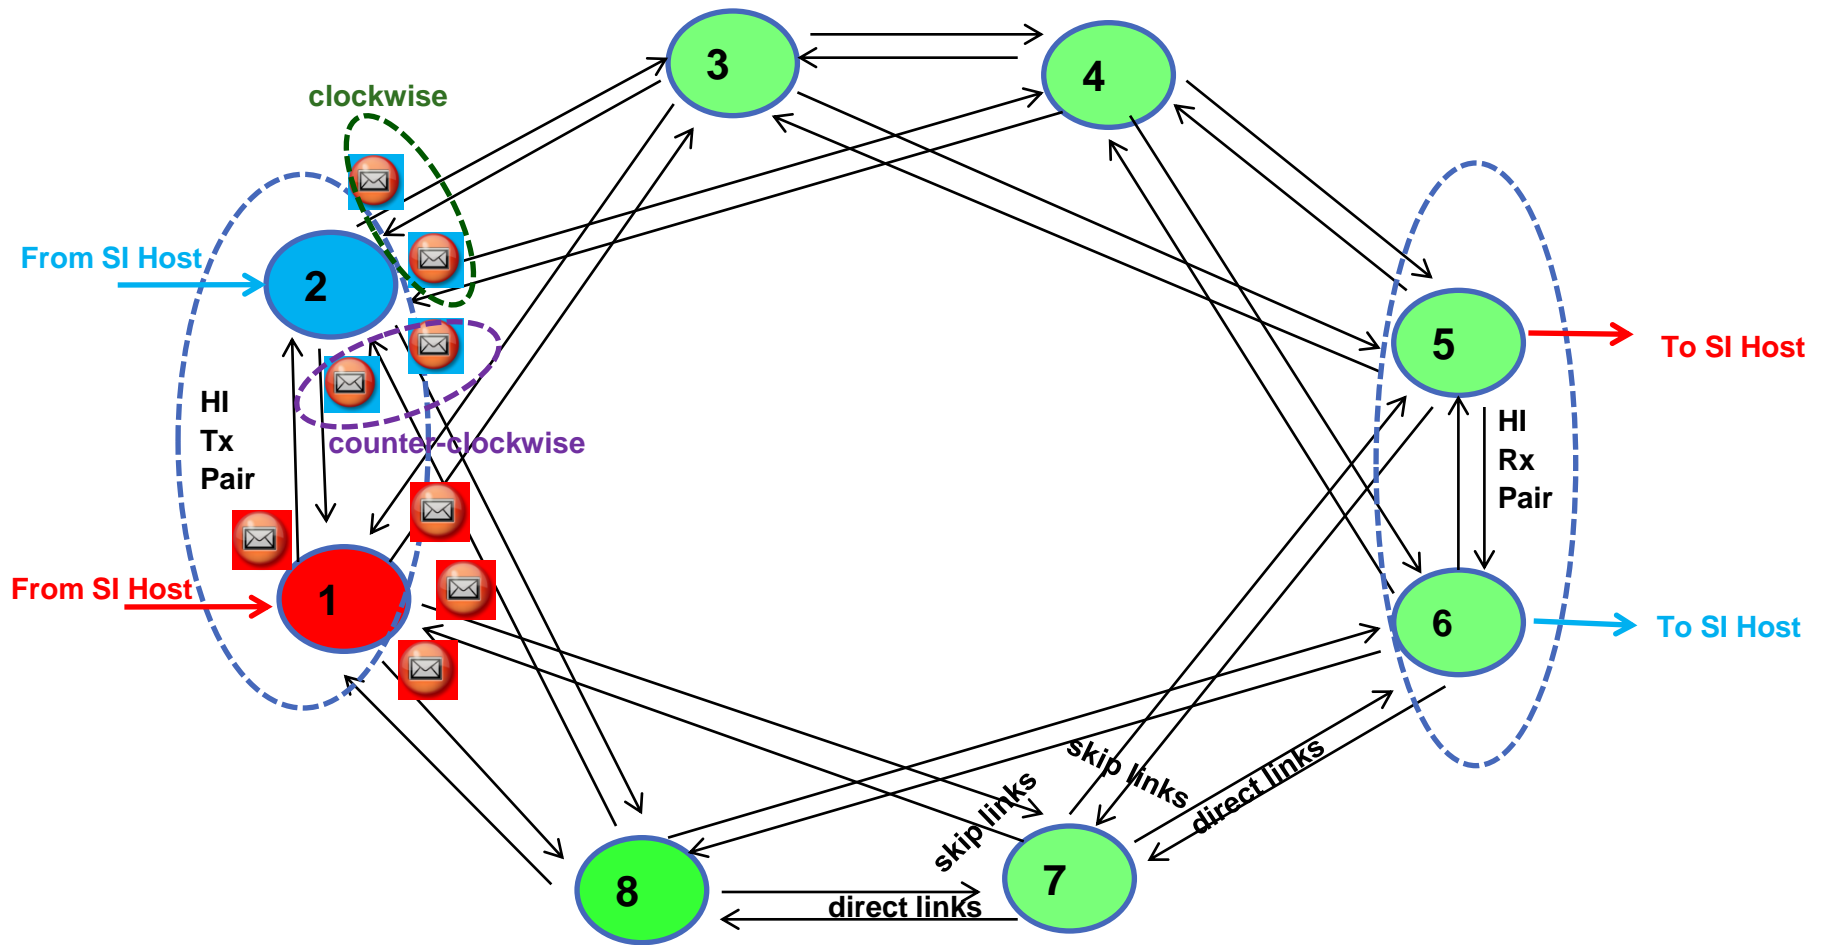 3
4
clockwise
From SI Host
2
5
To SI Host
HI
Tx
Pair
counter-clockwise
HI
Rx
Pair
From SI Host
1
6
To SI Host
skip links
skip links
direct links
8
7
direct links